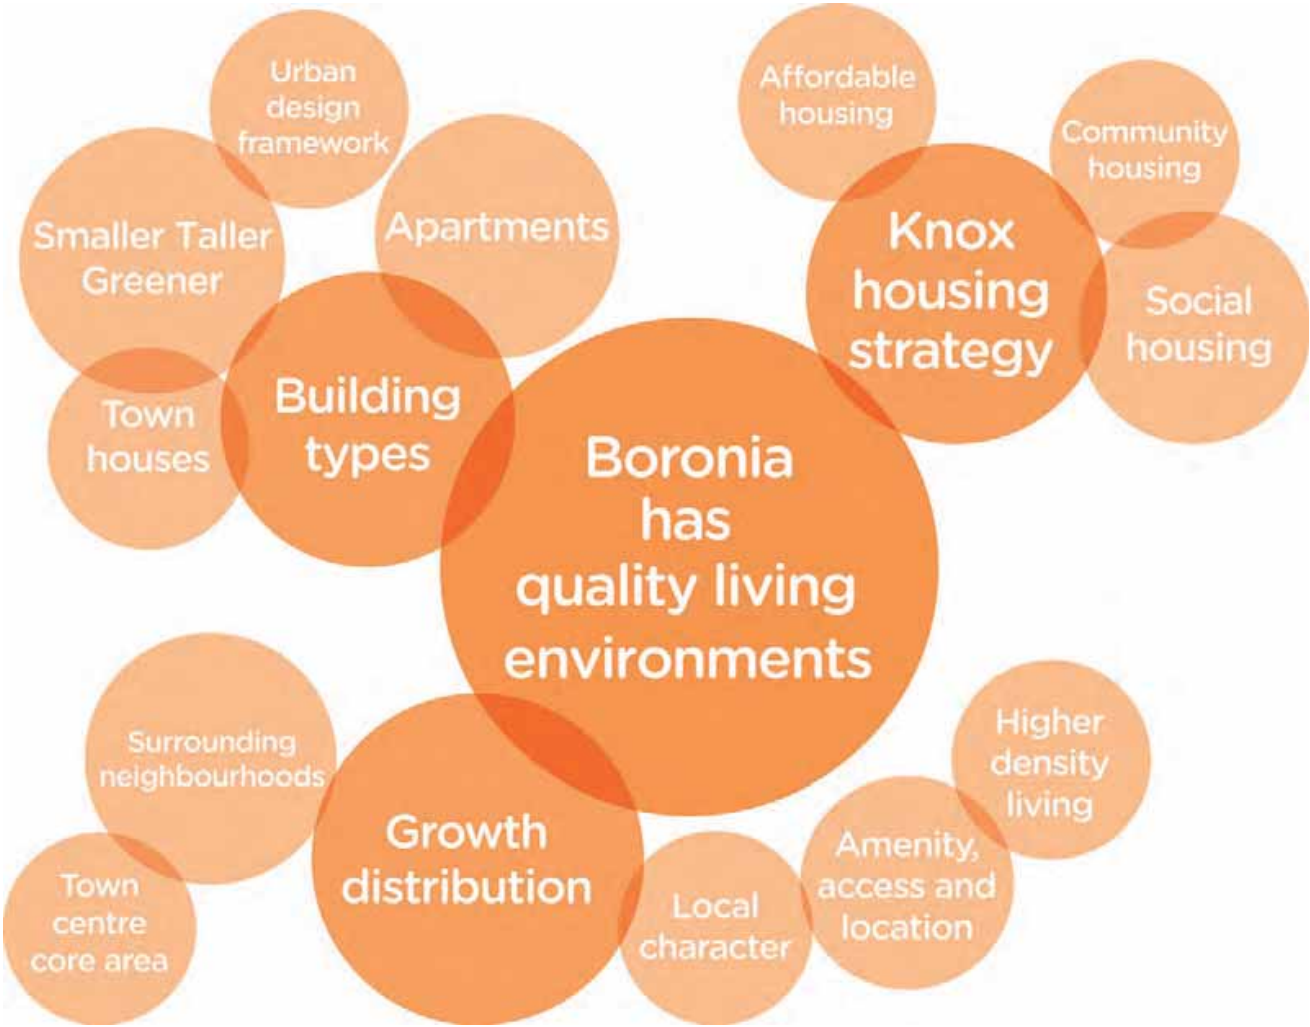 Urban
design
framework
Smaller Taller
Greener
Apartments
Town
houses
Building
types
Affordable
housing
Community
housing
Knox
housing
strategy
Social
housing
Boronia
has
quality living
environments
Surrounding
neighbourhoods
Town
centre
core area
Growth
distribution
Local
character
Amenity,
access and
location
Higher
density
living